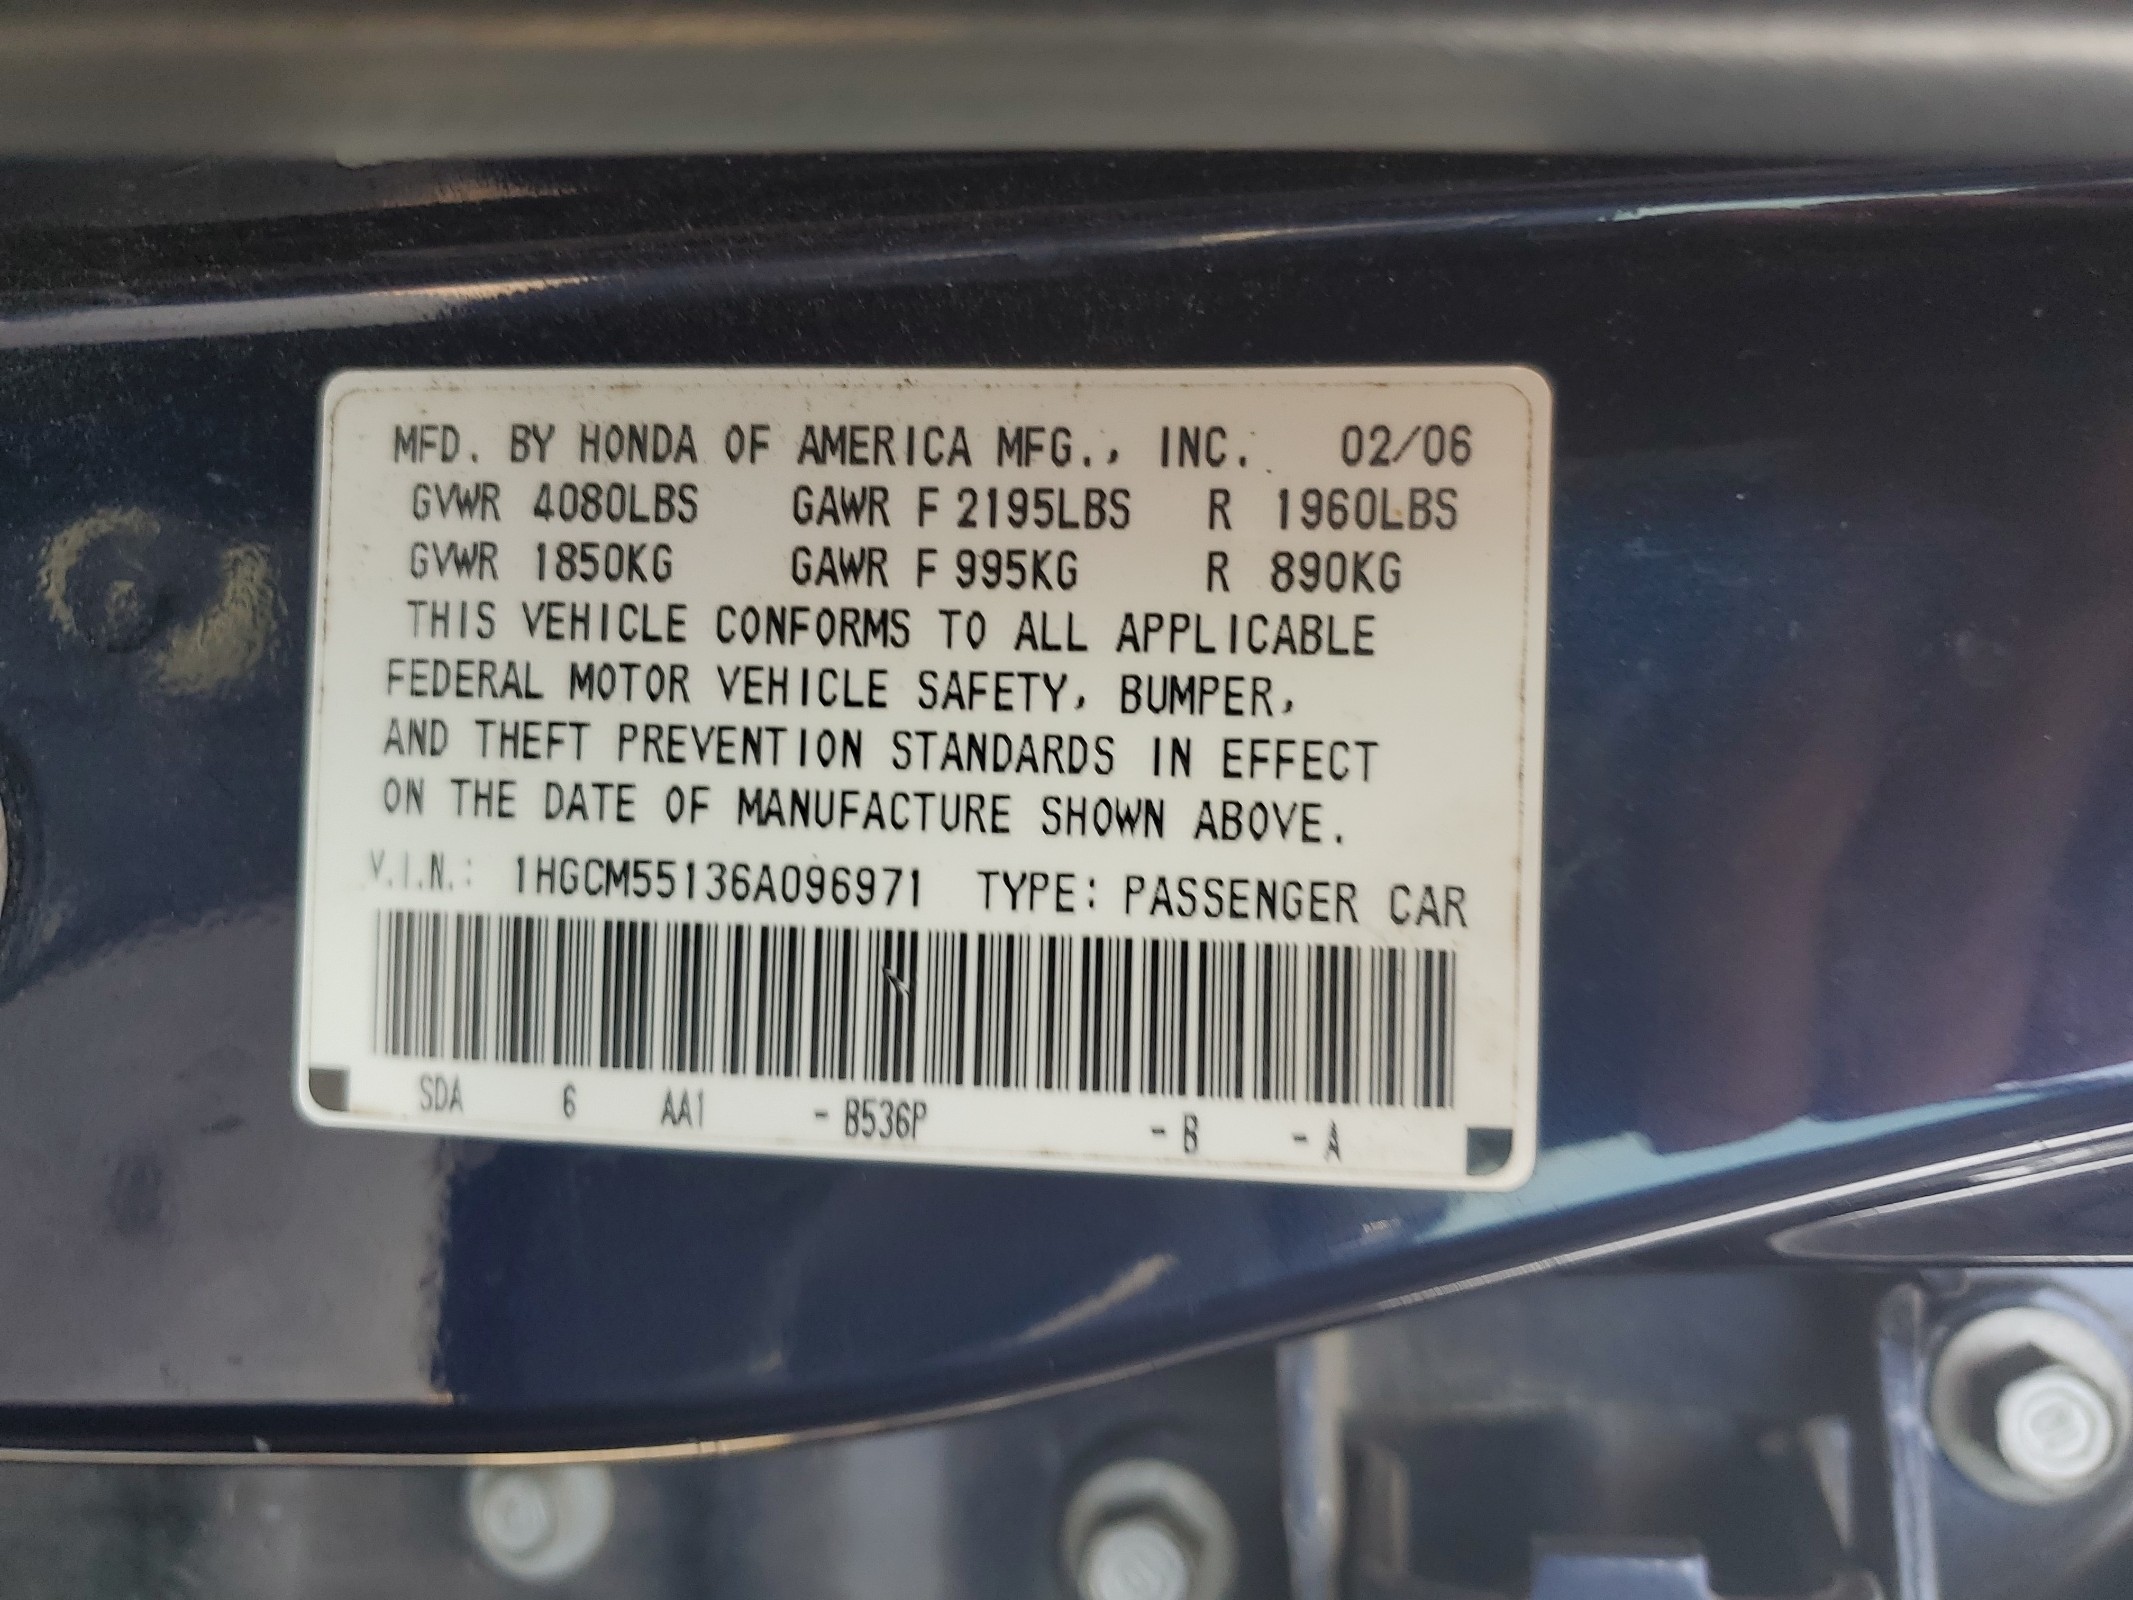 MFD. BY HONDA OF AMERICA MFG., INC. 02/06
GVWR 4080LBS GAWR F 2195LBS R 1960LBS
GVWR 1850KG GAWR F 995KG R 890KG
THIS VEHICLE CONFORMS TO ALL APPLICABLE
FEDERAL MOTOR VEHICLE SAFETY, BUMPER,
AND THEFT PREVENTION STANDARDS IN EFFECT
ON THE DATE OF MANUFACTURE SHOWN ABOVE.
V.I.N.: 1HGCM55136A096971 TYPE: PASSENGER CAR
SDA 6 AA1 -B536P -B -A